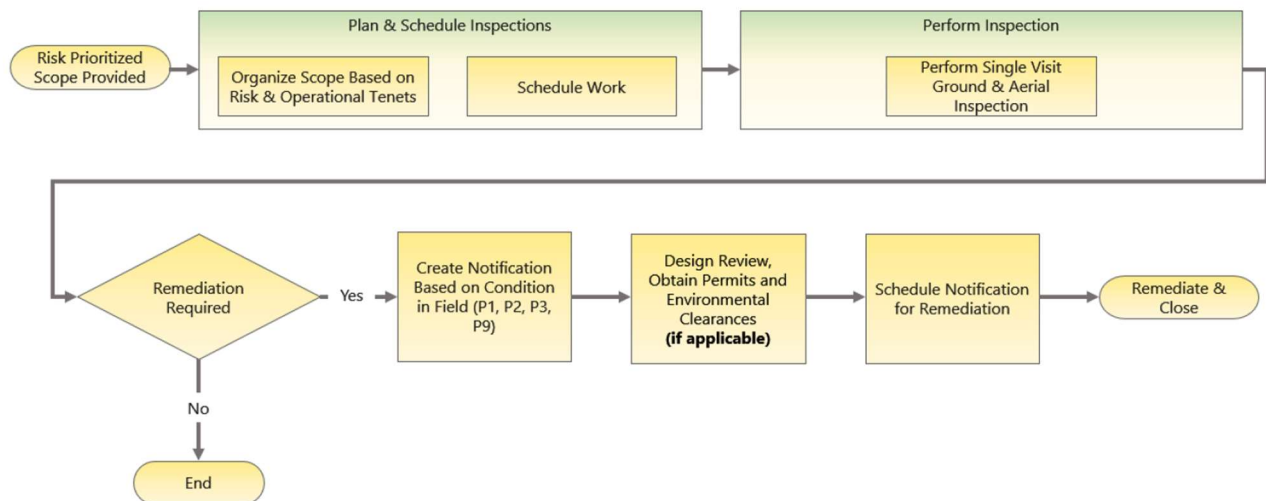 Plan & Schedule Inspections
Perform Inspection
Risk Prioritized
Scope Provided
Organize Scope Based on
Risk & Operational Tenets
Schedule Work
Perform Single Visit
Ground & Aerial
Inspection
Remediation
Required
Yes
Create Notification
Based on Condition
in Field (P1, P2, P3,
P9)
Design Review,
Obtain Permits and
Environmental
Clearances
(if applicable)
Schedule Notification
for Remediation
Remediate &
Close
No
End